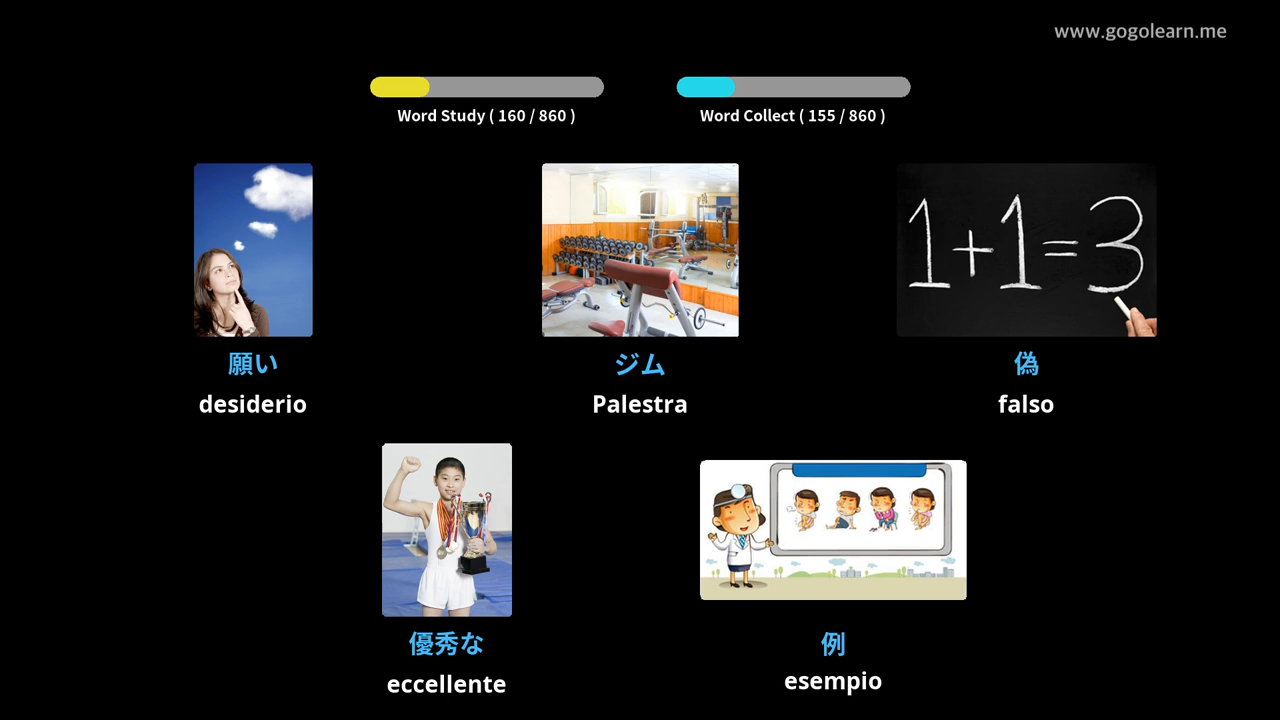 www.gogolearn.me
Word Study ( 160 / 860 )
Word Collect ( 155 / 860 )
1+1=3
願い
desiderio
ジム
Palestra
偽
falso
優秀な
eccellente
例
esempio